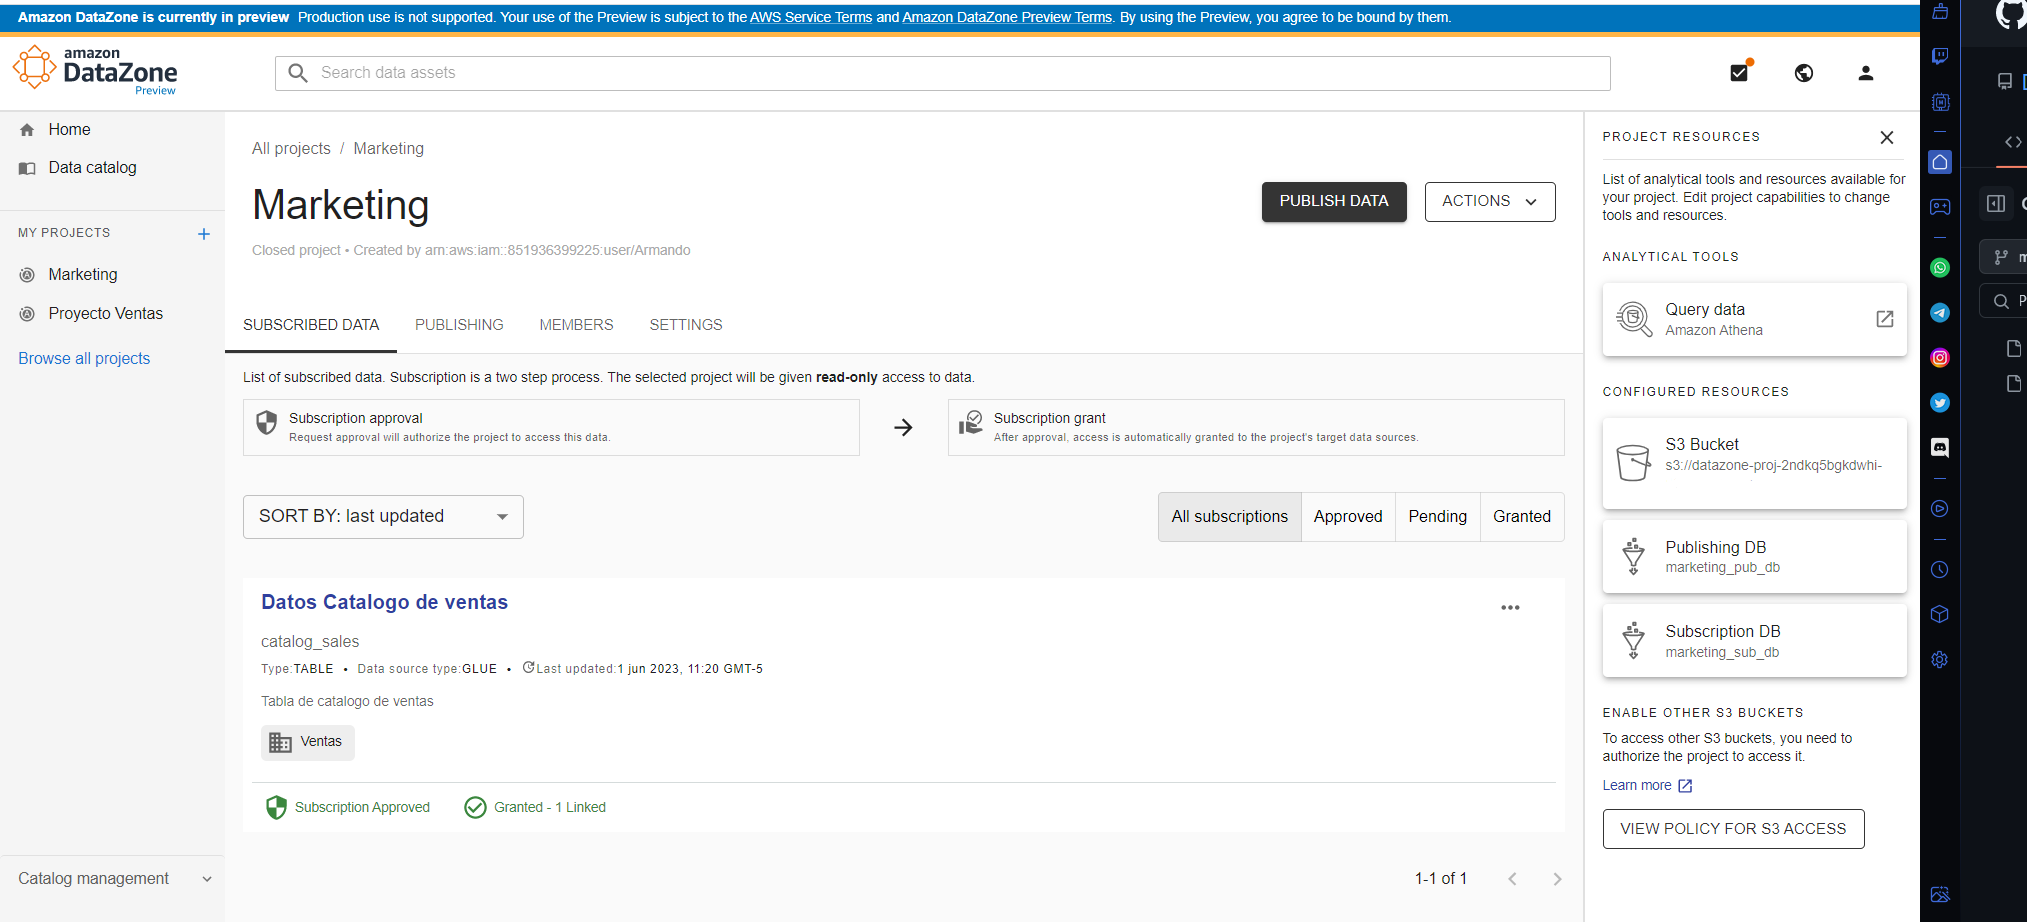 Amazon DataZone is currently in preview Production use is not supported. Your use of the Preview is subject to the AWS Service Terms and Amazon DataZone Preview Terms. By using the Preview, you agree to be bound by them.
amazon
DataZone
Preview
Search data assets
Home
Data catalog
MY PROJECTS
Marketing
Proyecto Ventas
Browse all projects
Catalog management
All projects / Marketing
Marketing
PUBLISH DATA
ACTIONS
Closed project • Created by arn:aws:iam::851936399225:user/Armando
SUBSCRIBED DATA
PUBLISHING
MEMBERS
SETTINGS
List of subscribed data. Subscription is a two step process. The selected project will be given read-only access to data.
Subscription approval
Request approval will authorize the project to access this data.
Subscription grant
After approval, access is automatically granted to the project's target data sources.
SORT BY: last updated
All subscriptions
Approved
Pending
Granted
Datos Catalogo de ventas
catalog_sales
Type:TABLE • Data source type:GLUE • Last updated:1 jun 2023, 11:20 GMT-5
Tabla de catalogo de ventas
Ventas
Subscription Approved
Granted - 1 Linked
1-1 of 1
PROJECT RESOURCES
List of analytical tools and resources available for
your project. Edit project capabilities to change
tools and resources.
ANALYTICAL TOOLS
Query data
Amazon Athena
CONFIGURED RESOURCES
S3 Bucket
s3://datazone-proj-2ndkq5bgkdwhi-
Publishing DB
marketing_pub_db
Subscription DB
marketing_sub_db
ENABLE OTHER S3 BUCKETS
To access other S3 buckets, you need to
authorize the project to access it.
Learn more
VIEW POLICY FOR S3 ACCESS